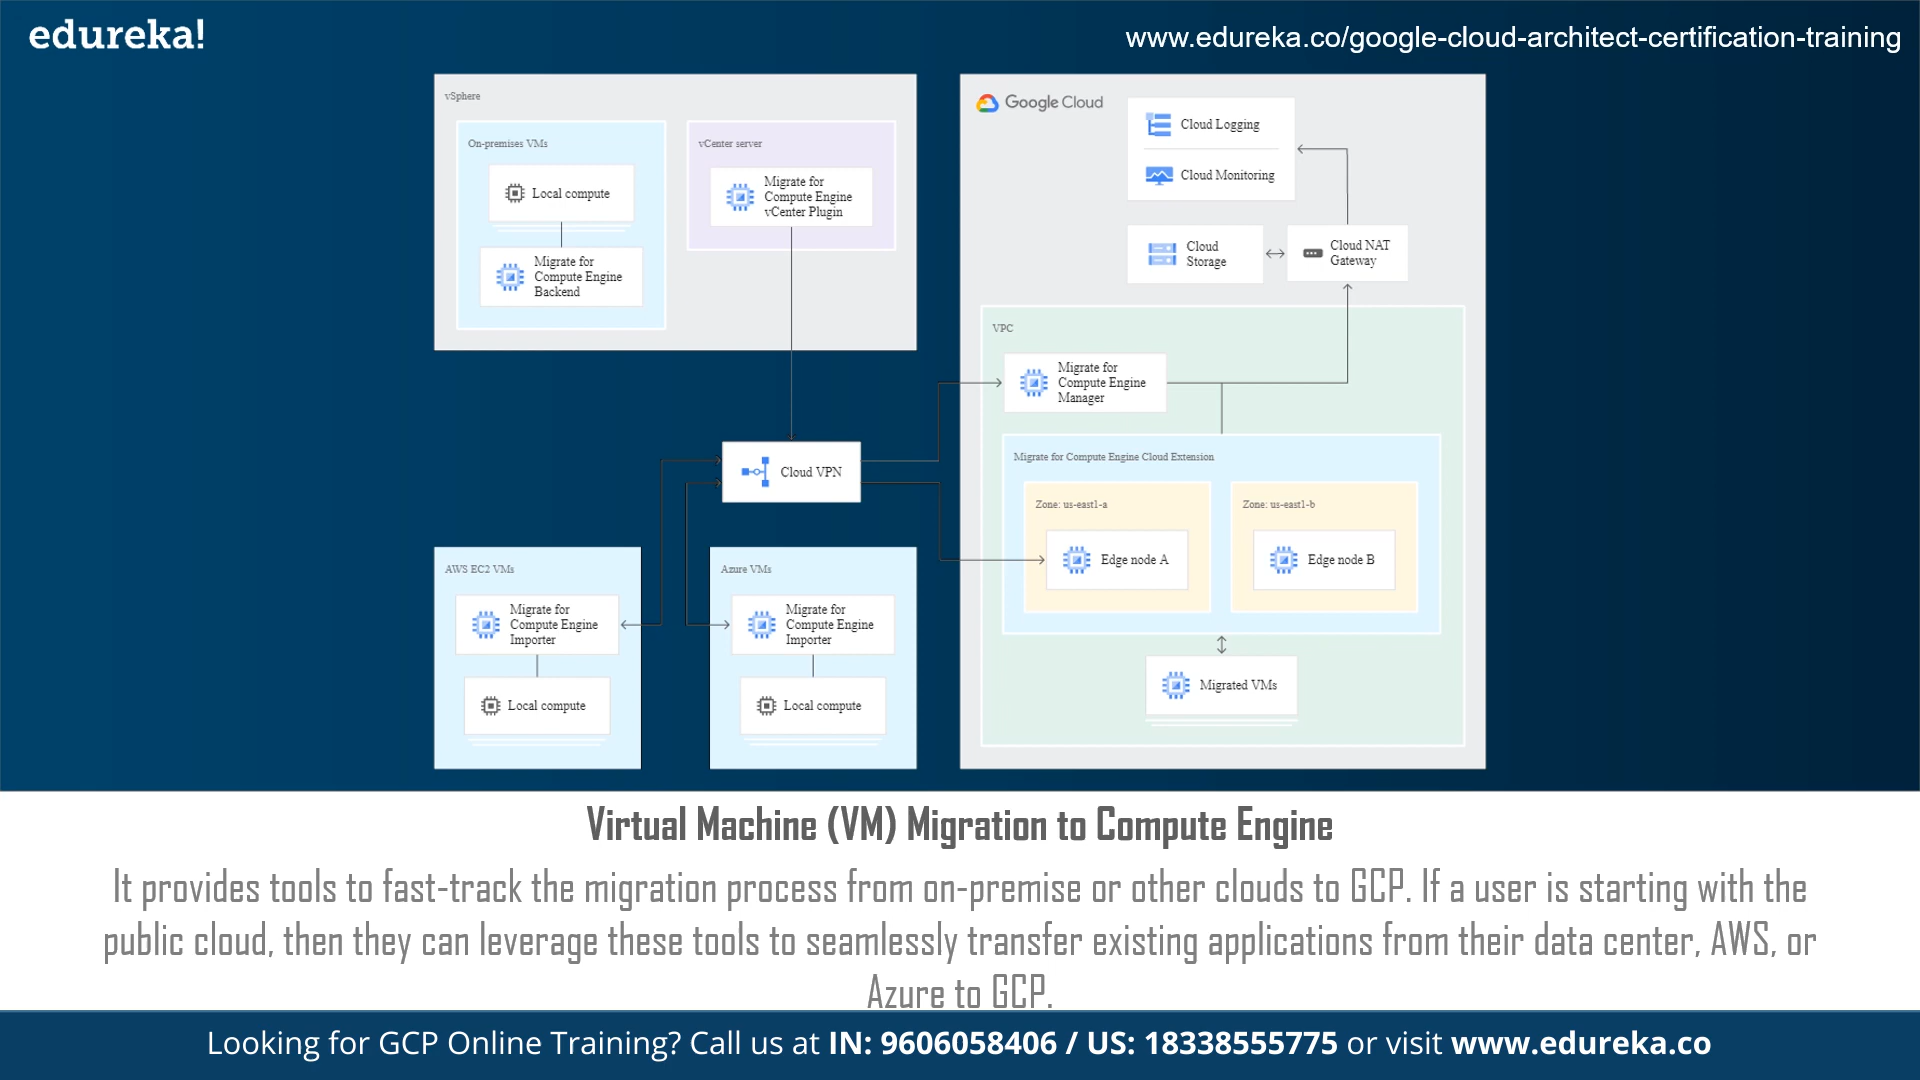 edureka!
www.edureka.co/google-cloud-architect-certification-training
vSphere
On-premises VMs
Local compute
Migrate for
Compute Engine
Backend
vCenter server
Migrate for
Compute Engine
vCenter Plugin
Cloud VPN
AWS EC2 VMs
Migrate for
Compute Engine
Importer
Local compute
Azure VMs
Migrate for
Compute Engine
Importer
Local compute
Google Cloud
Cloud Logging
Cloud Monitoring
Cloud
Storage
Cloud NAT
Gateway
VPC
Migrate for
Compute Engine
Manager
Migrate for Compute Engine Cloud Extension
Zone: us-east1-a
Edge node A
Zone: us-east1-b
Edge node B
Migrated VMs
Virtual Machine (VM) Migration to Compute Engine
It provides tools to fast-track the migration process from on-premise or other clouds to GCP. If a user is starting with the
public cloud, then they can leverage these tools to seamlessly transfer existing applications from their data center, AWS, or
Azure to GCP.
Looking for GCP Online Training? Call us at IN: 9606058406 / US: 18338555775 or visit www.edureka.co